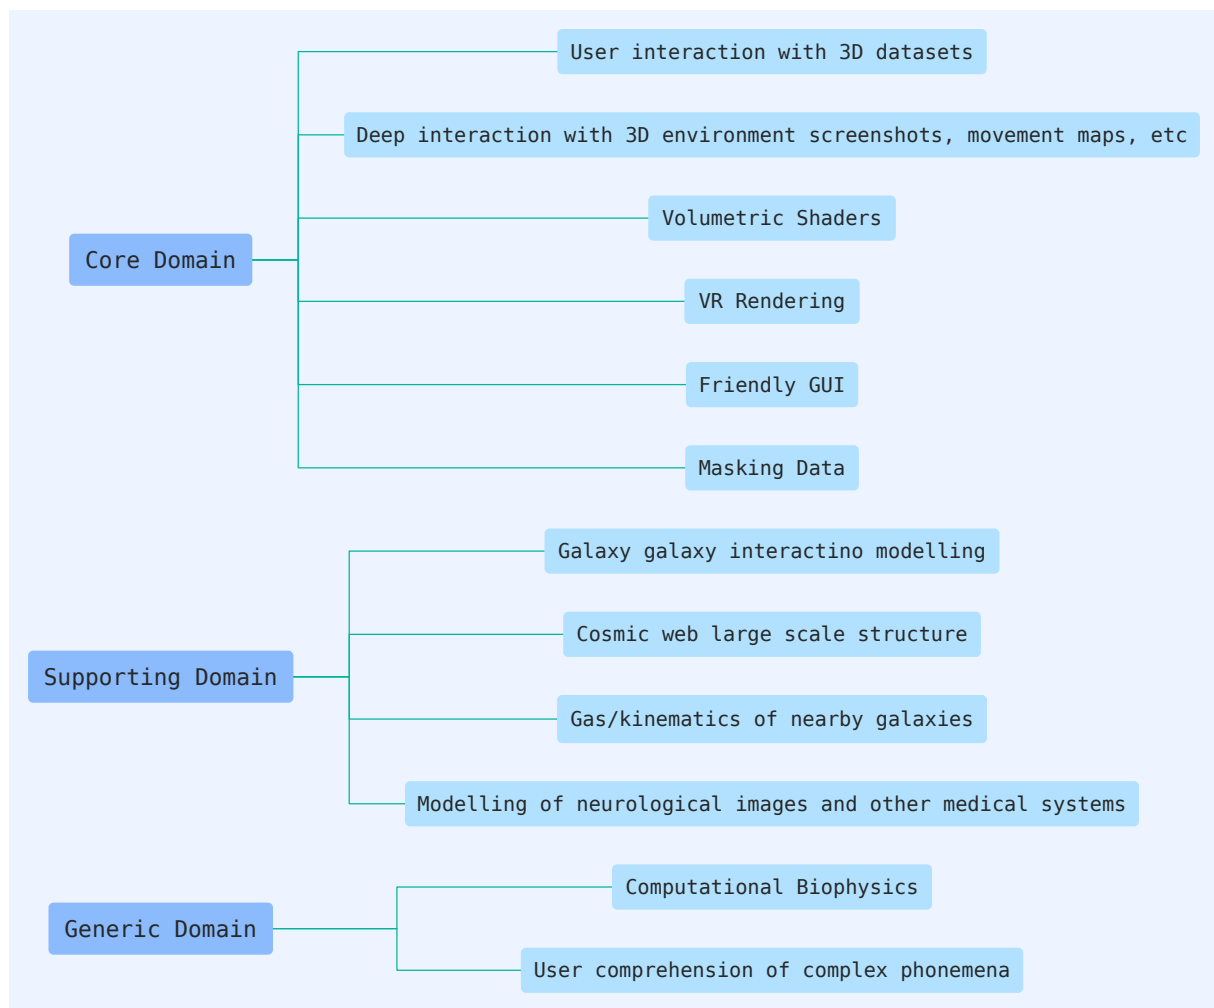 Core Domain
User interaction with 3D datasets
Deep interaction with 3D environment screenshots, movement maps, etc
Volumetric Shaders
VR Rendering
Friendly GUI
Masking Data
Supporting Domain
Galaxy galaxy interactino modelling
Cosmic web large scale structure
Gas/kinematics of nearby galaxies
Modelling of neurological images and other medical systems
Generic Domain
Computational Biophysics
User comprehension of complex phonemena